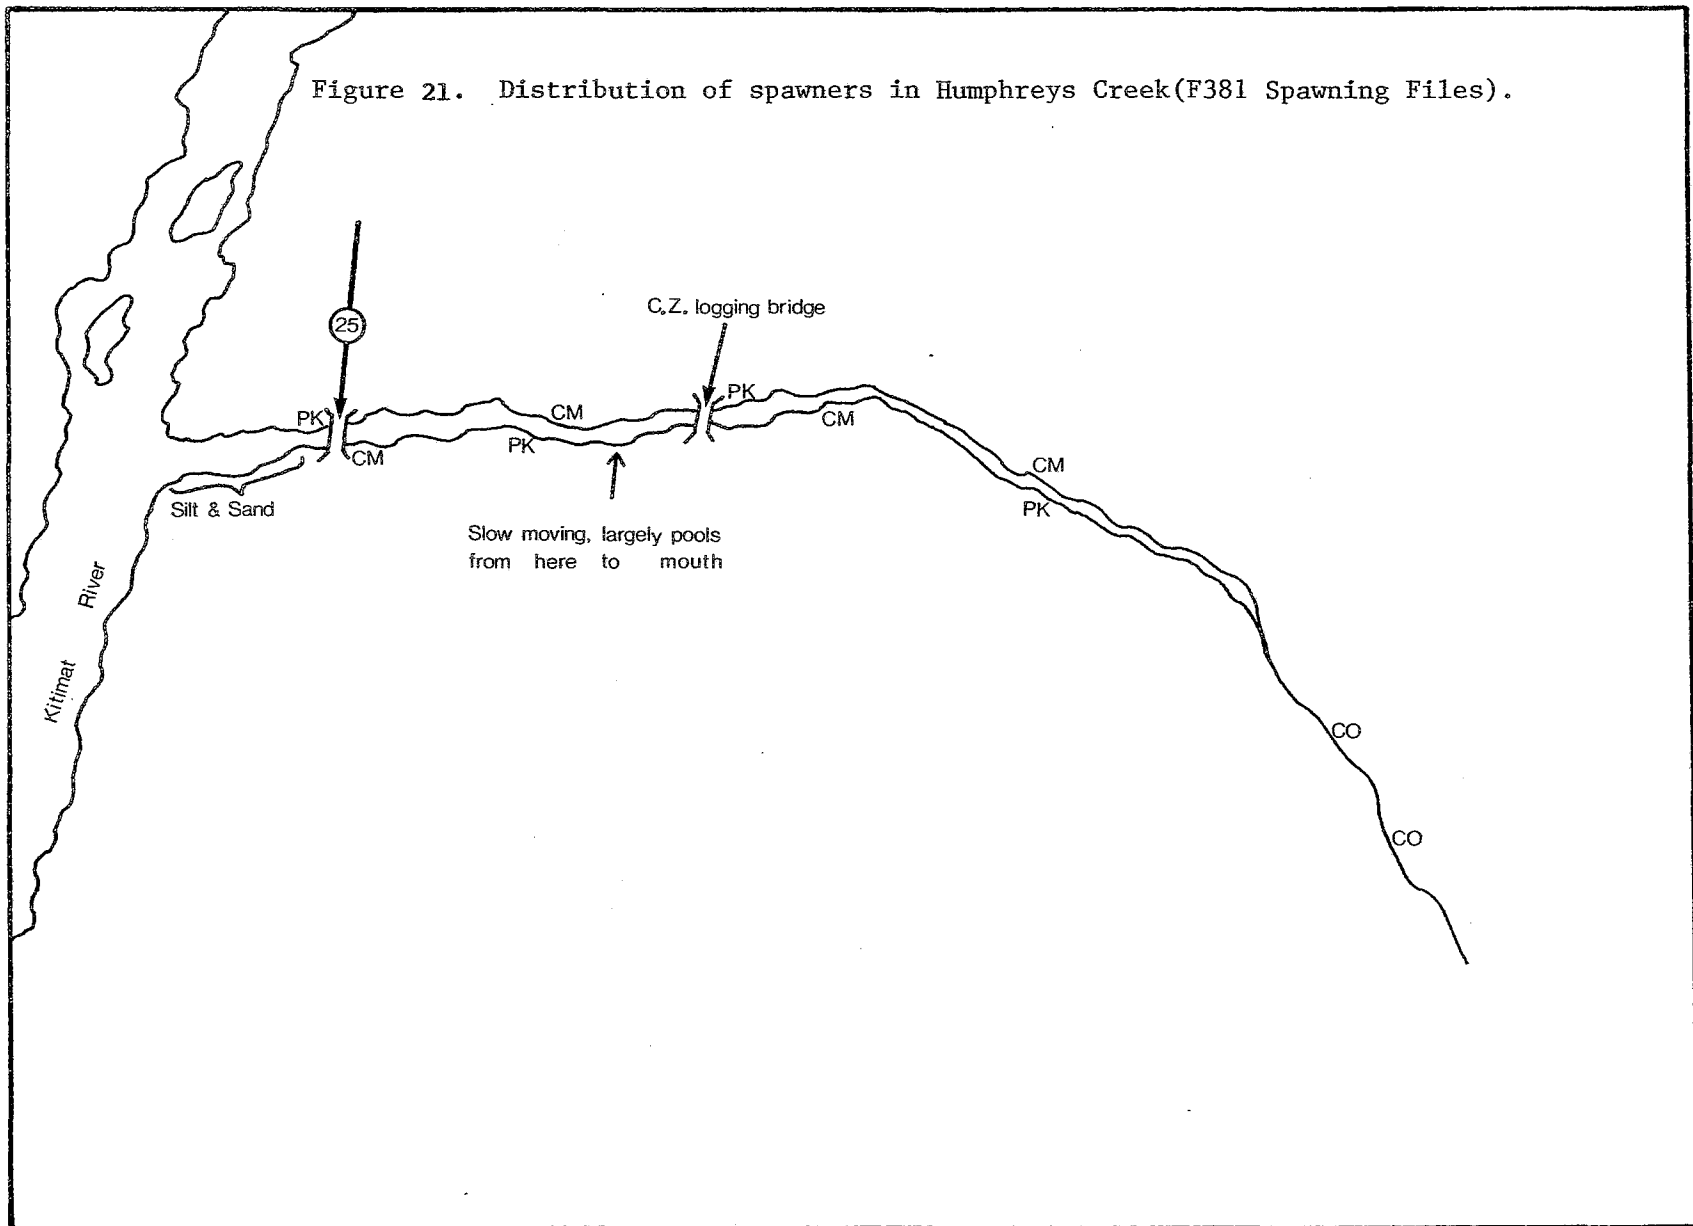 Figure 21. Distribution of spawners in Humphreys Creek(F381 Spawning Files).
25
C.Z. logging bridge
PK
PK
CM
CM
PK
CM
Silt & Sand
Slow moving, largely pools
from here to mouth
CM
PK
Kitimat River
CO
CO